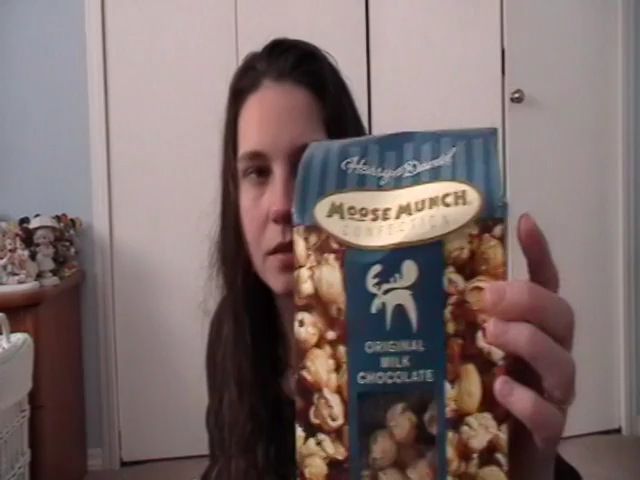 Harry & David
MOOSE MUNCH
CONFECTION
ORIGINAL
MILK
CHOCOLATE